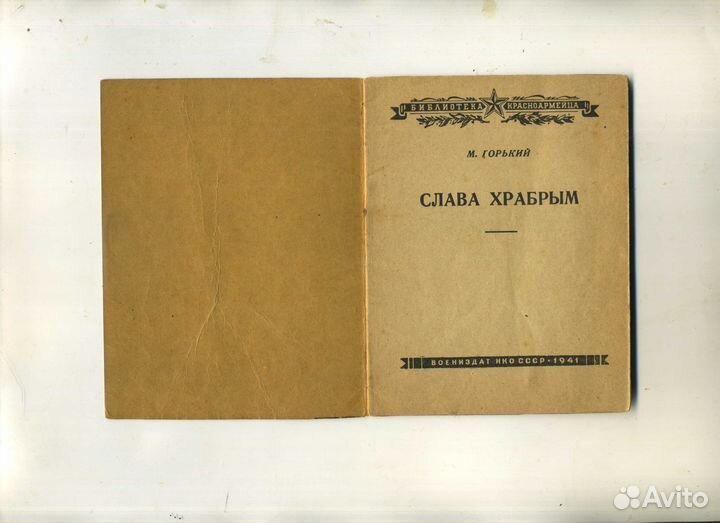 БИБЛИОТЕКА КРАСНОАРМЕЙЦА
М. ГОРЬКИЙ
СЛАВА ХРАБРЫМ
ВОЕНИЗДАТ НКО СССР • 1941
Avito